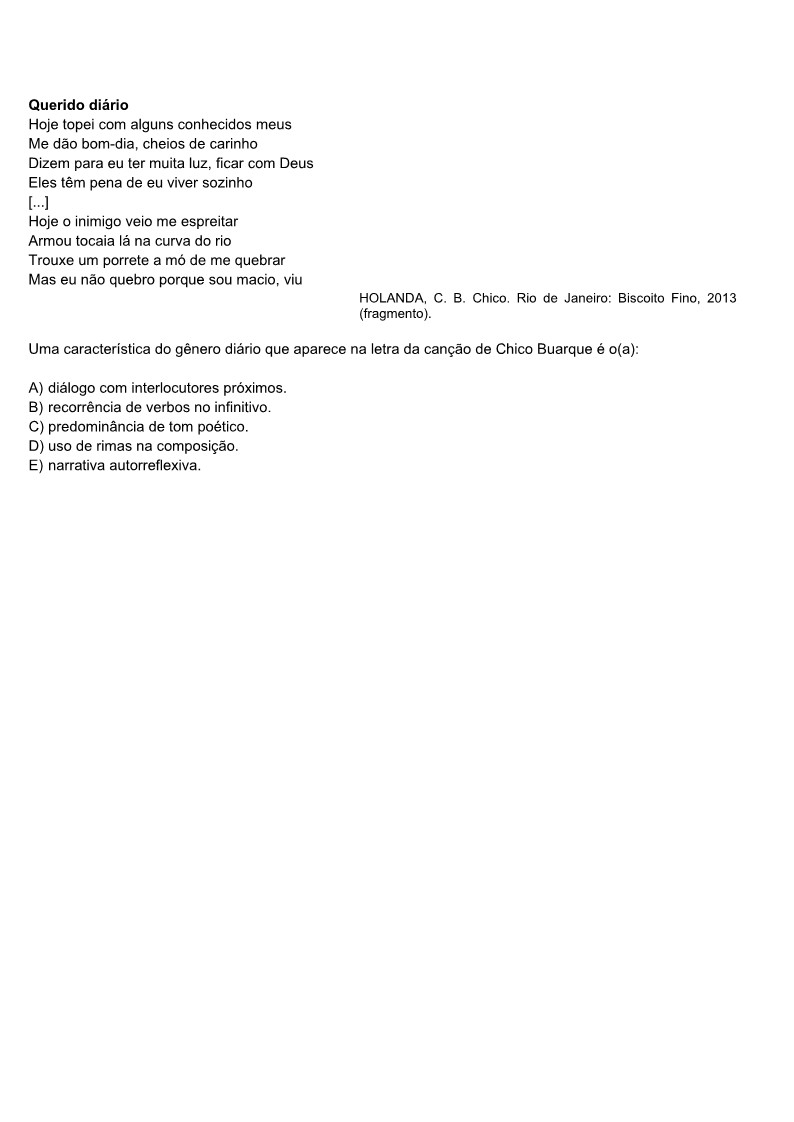 Querido diário
Hoje topei com alguns conhecidos meus
Me dão bom-dia, cheios de carinho
Dizem para eu ter muita luz, ficar com Deus
Eles têm pena de eu viver sozinho
[...]
Hoje o inimigo veio me espreitar
Armou tocaia lá na curva do rio
Trouxe um porrete a mó de me quebrar
Mas eu não quebro porque sou macio, viu
HOLANDA, C. B. Chico. Rio de Janeiro: Biscoito Fino, 2013
(fragmento).
Uma característica do gênero diário que aparece na letra da canção de Chico Buarque é o(a):
A) diálogo com interlocutores próximos.
B) recorrência de verbos no infinitivo.
C) predominância de tom poético.
D) uso de rimas na composição.
E) narrativa autorreflexiva.